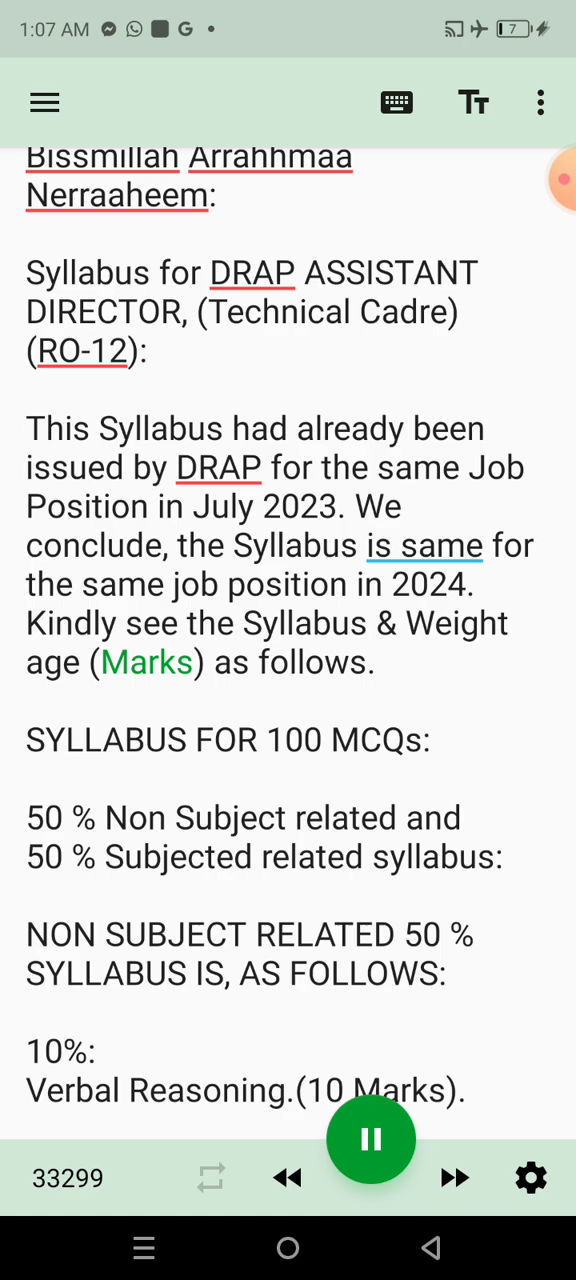 1:07 AM
7
Bissmillah Arrahhmaa
Nerraaheem:
Syllabus for DRAP ASSISTANT
DIRECTOR, (Technical Cadre)
(RO-12):
This Syllabus had already been
issued by DRAP for the same Job
Position in July 2023. We
conclude, the Syllabus is same for
the same job position in 2024.
Kindly see the Syllabus & Weight
age (Marks) as follows.
SYLLABUS FOR 100 MCQs:
50 % Non Subject related and
50 % Subjected related syllabus:
NON SUBJECT RELATED 50 %
SYLLABUS IS, AS FOLLOWS:
10%:
Verbal Reasoning.(10 Marks).
33299